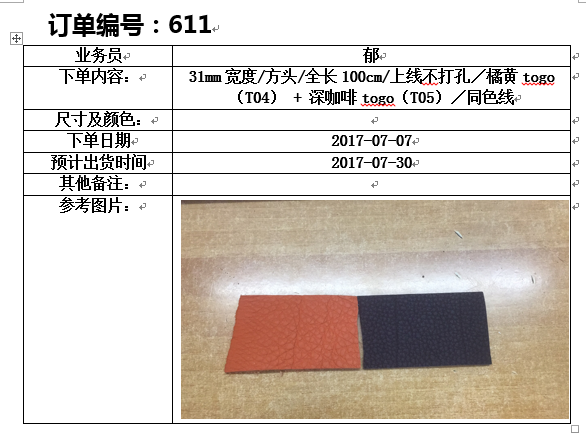 订单编号：611
业务员 郁
下单内容： 31mm 宽度/方头/全长 100cm/上线不打孔／橘黄 togo
（T04） + 深咖啡 togo（T05）／同色线
尺寸及颜色：
下单日期 2017-07-07
预计出货时间 2017-07-30
其他备注：
参考图片：